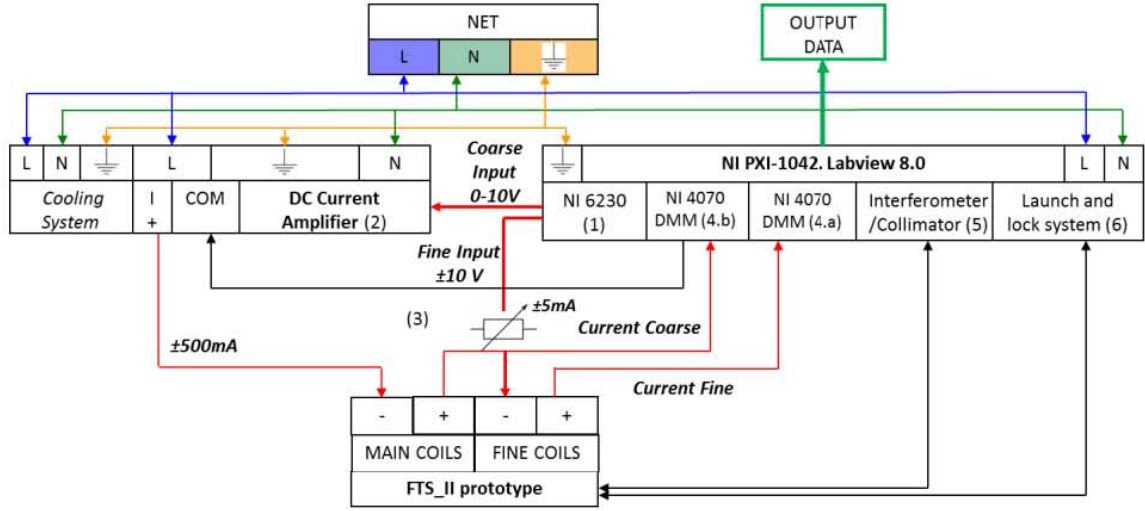 NET
L
N
OUTPUT
DATA
L
N
L
N
Cooling
System
I
+
COM
DC Current
Amplifier (2)
Coarse
Input
0-10V
NI PXI-1042. Labview 8.0
L
N
NI 6230
(1)
NI 4070
DMM (4.b)
NI 4070
DMM (4.a)
Interferometer
/Collimator (5)
Launch and
lock system (6)
Fine Input
±10 V
(3)
±5mA
Current Coarse
±500mA
Current Fine
-
+
-
+
MAIN COILS
FINE COILS
FTS_II prototype